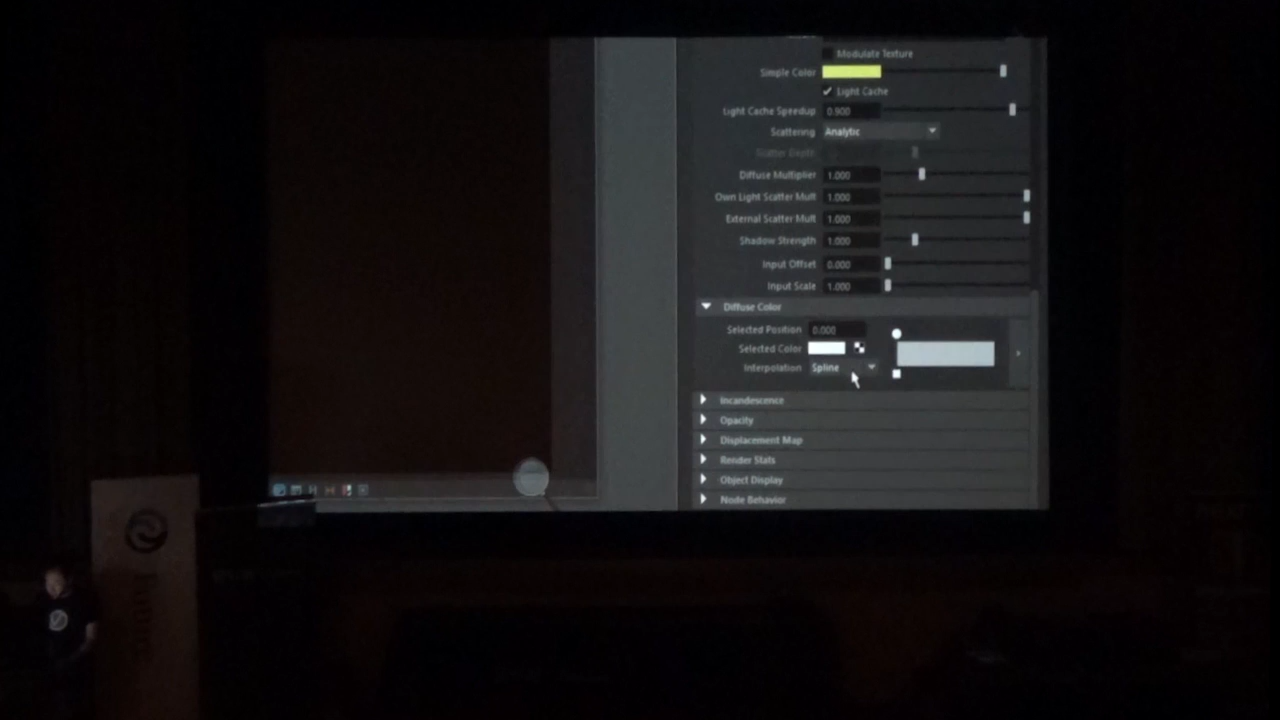 Modulate Texture
Simple Color
Light Cache
Light Cache Speedup 0.900
Scattering Analytic
Scatter Depth
Diffuse Multiplier 1.000
Own Light Scatter Mult 1.000
External Scatter Mult 1.000
Shadow Strength 1.000
Input Offset 0.000
Input Scale 1.000
Diffuse Color
Selected Position 0.000
Selected Color
Interpolation Spline
Incandescence
Opacity
Displacement Map
Render Stats
Object Display
Node Behavior